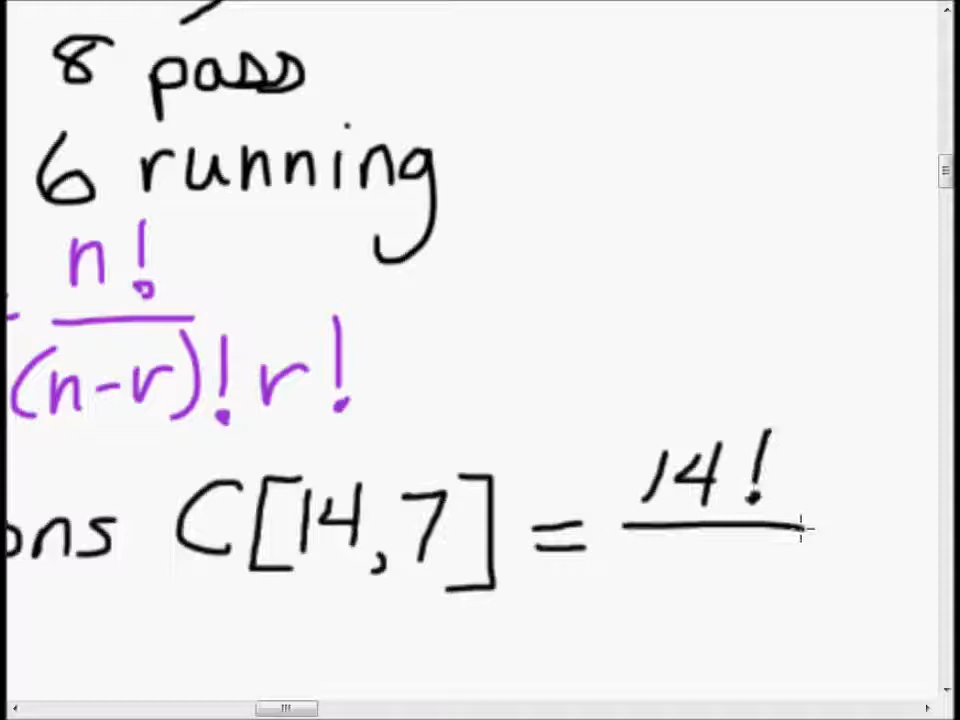 8 pass
6 running
n!
(n-r)! r!
ons C[14,7] = 14!